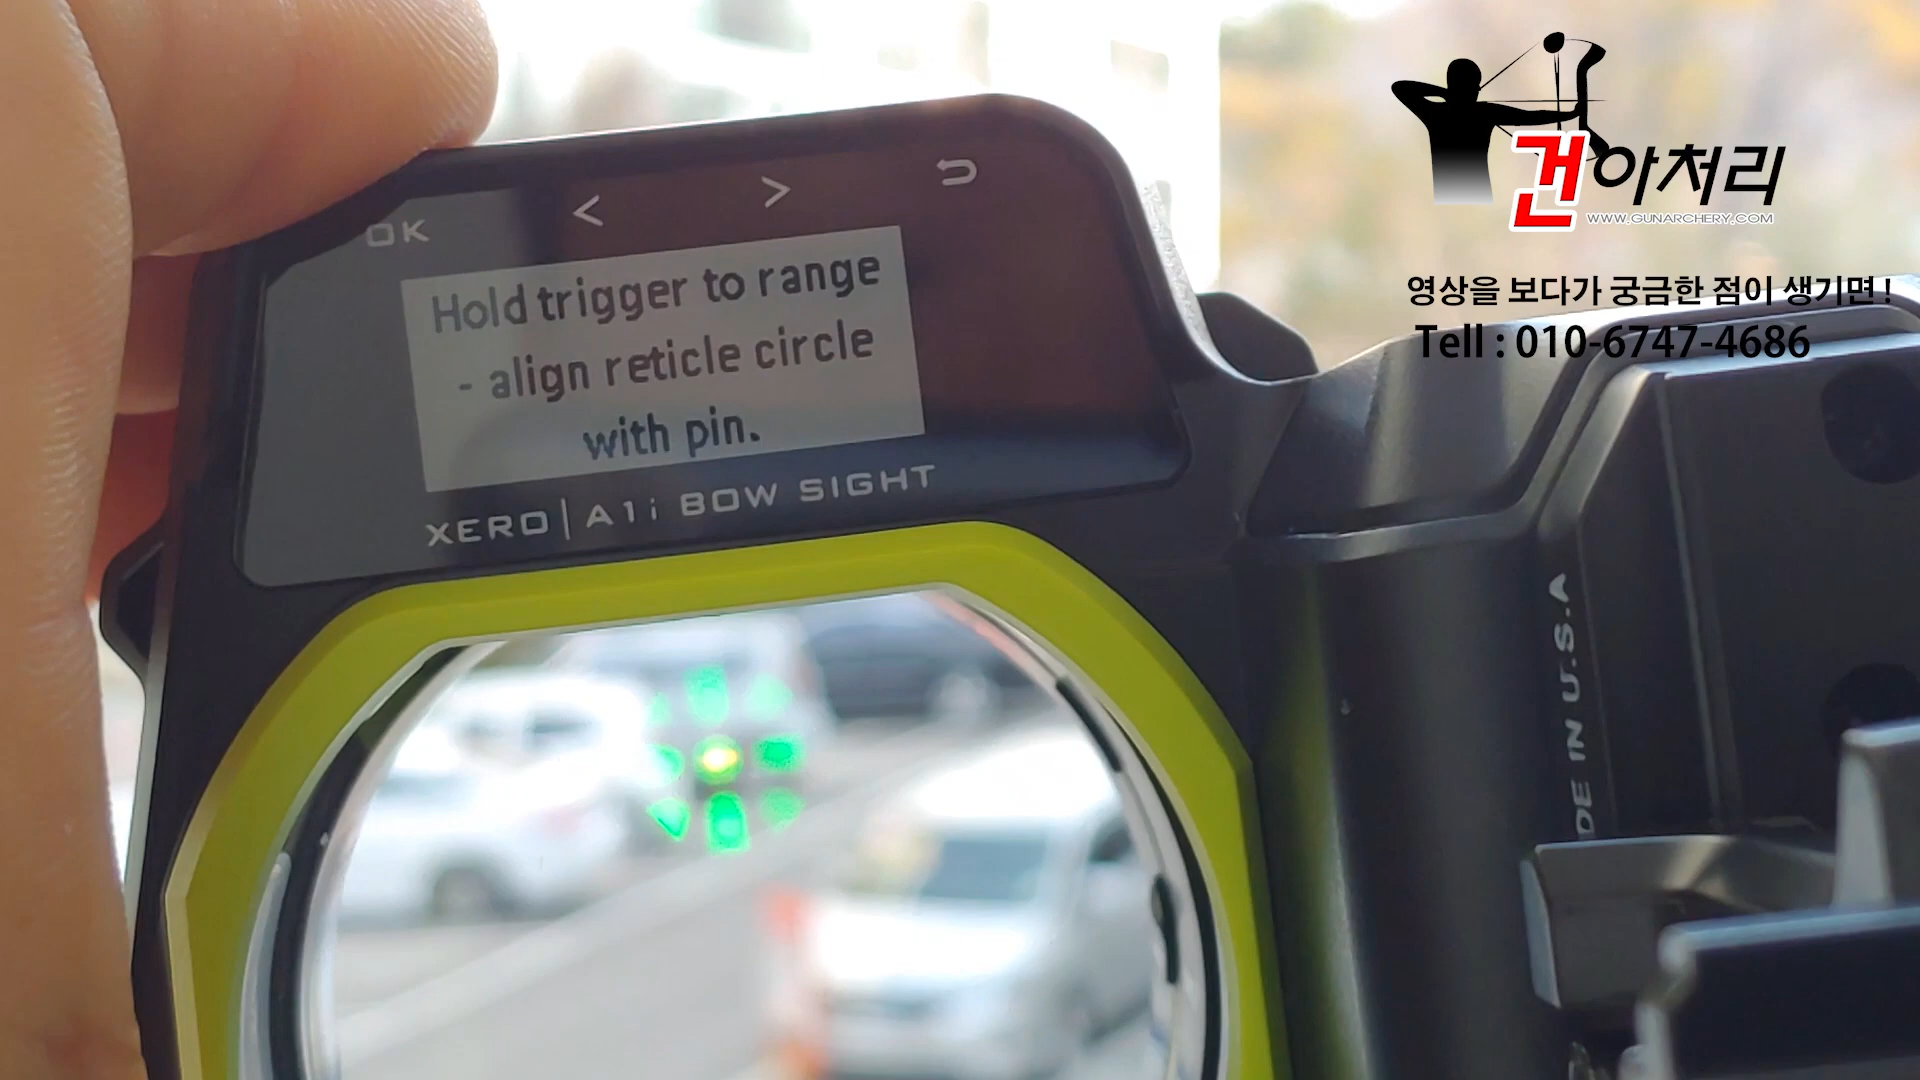 OK < >
Hold trigger to range
- align reticle circle
with pin.
XERO | A1i BOW SIGHT
건아처리
WWW.GUNARCHERY.COM
영상을 보다가 궁금한 점이 생기면 !
Tell : 010-6747-4686
DE IN U.S.A